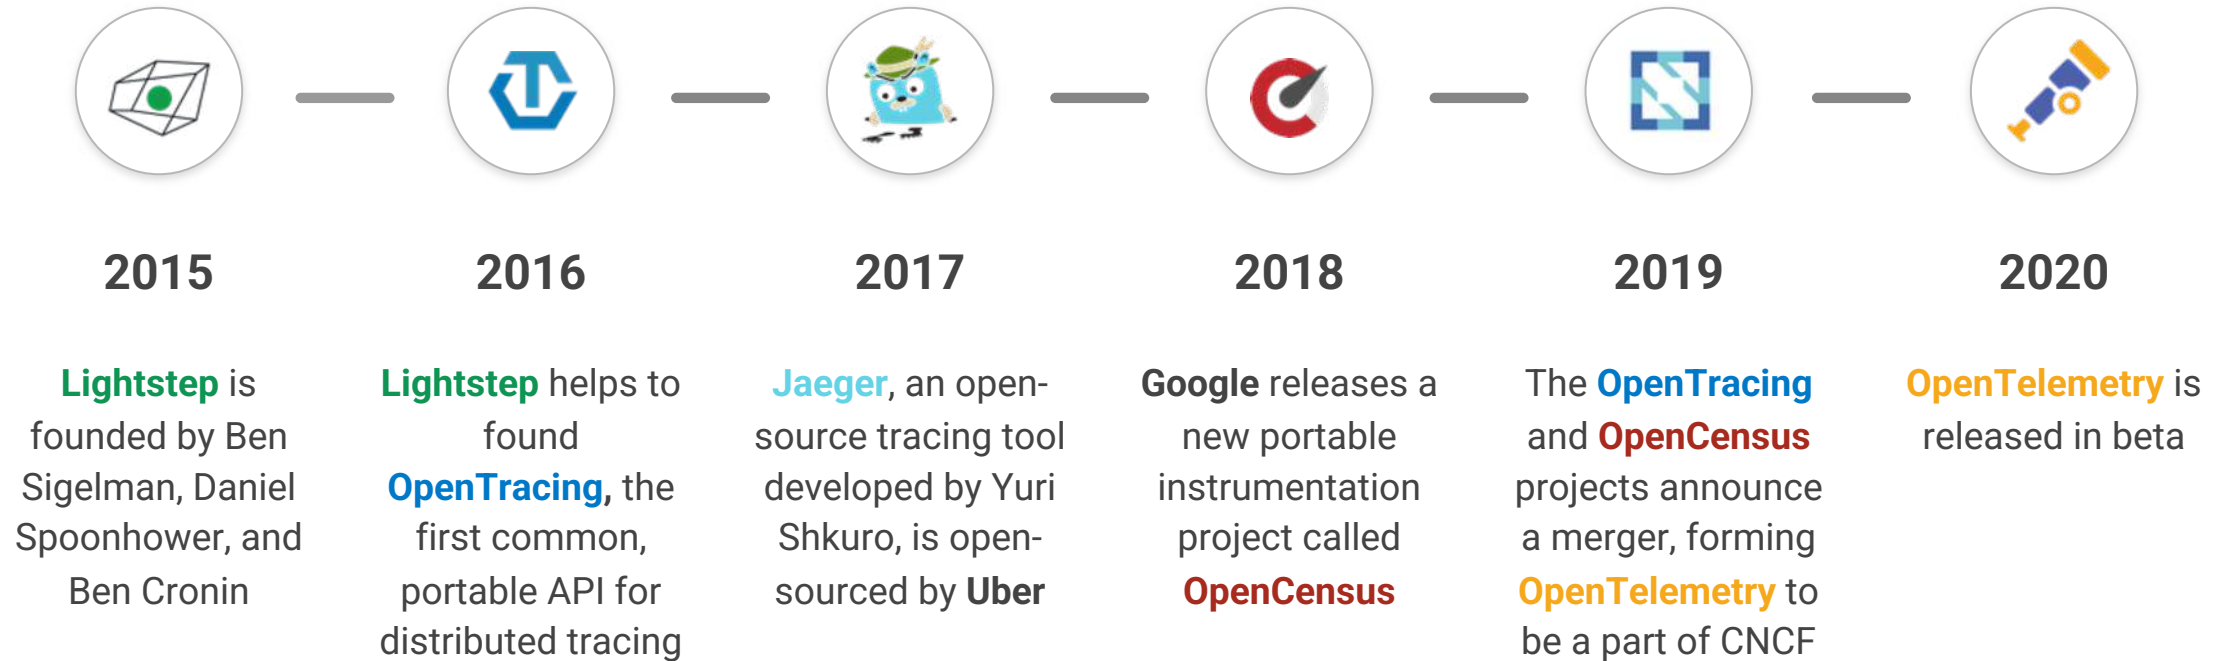 2015
Lightstep is
founded by Ben
Sigelman, Daniel
Spoonhower, and
Ben Cronin
2016
Lightstep helps to
found
OpenTracing, the
first common,
portable API for
distributed tracing
2017
Jaeger, an open-
source tracing tool
developed by Yuri
Shkuro, is open-
sourced by Uber
2018
Google releases a
new portable
instrumentation
project called
OpenCensus
2019
The OpenTracing
and OpenCensus
projects announce
a merger, forming
OpenTelemetry to
be a part of CNCF
2020
OpenTelemetry is
released in beta